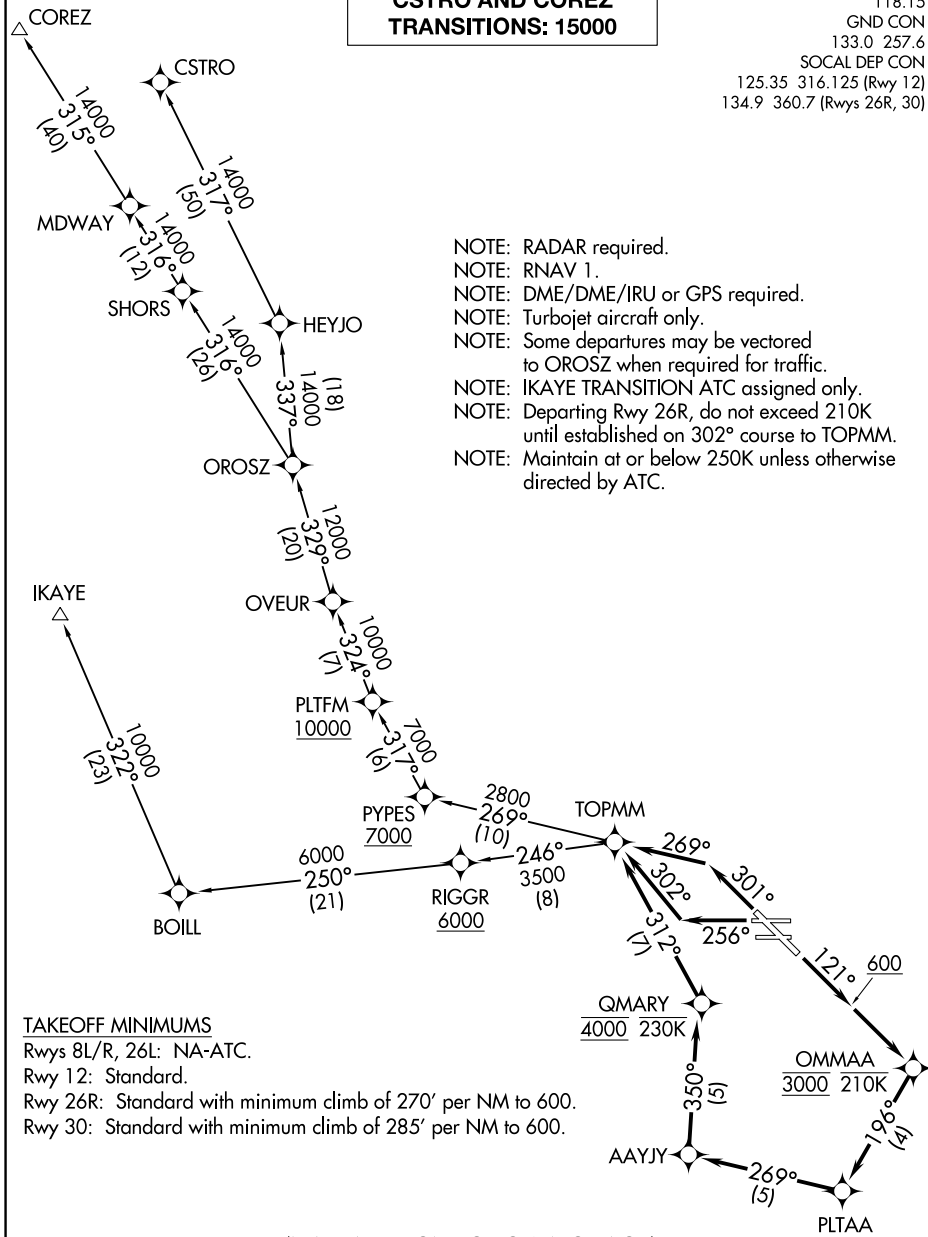 CSTRO AND COREZ
TRANSITIONS: 15000
118.15
GND CON
133.0 257.6
SOCAL DEP CON
125.35 316.125 (Rwy 12)
134.9 360.7 (Rwys 26R, 30)
COREZ
CSTRO
14000
315°
(40)
14000
317°
(50)
MDWAY
14000
316°
(12)
SHORS
HEYJO
14000
316°
(26)
(18)
14000
337°
NOTE: RADAR required.
NOTE: RNAV 1.
NOTE: DME/DME/IRU or GPS required.
NOTE: Turbojet aircraft only.
NOTE: Some departures may be vectored
to OROSZ when required for traffic.
NOTE: IKAYE TRANSITION ATC assigned only.
NOTE: Departing Rwy 26R, do not exceed 210K
until established on 302° course to TOPMM.
NOTE: Maintain at or below 250K unless otherwise
directed by ATC.
OROSZ
12000
329°
(20)
IKAYE
OVEUR
10000
324°
(7)
PLTFM
10000
7000
317°
(6)
10000
322°
(23)
PYPES
7000
2800
269°
(10)
TOPMM
269°
301°
302°
256°
246°
3500
(8)
6000
250°
(21)
RIGGR
6000
BOILL
312°
(7)
121°
600
QMARY
4000 230K
OMMAA
3000 210K
350°
(5)
196°
(4)
AAYJY
269°
(5)
PLTAA
TAKEOFF MINIMUMS
Rwys 8L/R, 26L: NA-ATC.
Rwy 12: Standard.
Rwy 26R: Standard with minimum climb of 270' per NM to 600.
Rwy 30: Standard with minimum climb of 285' per NM to 600.